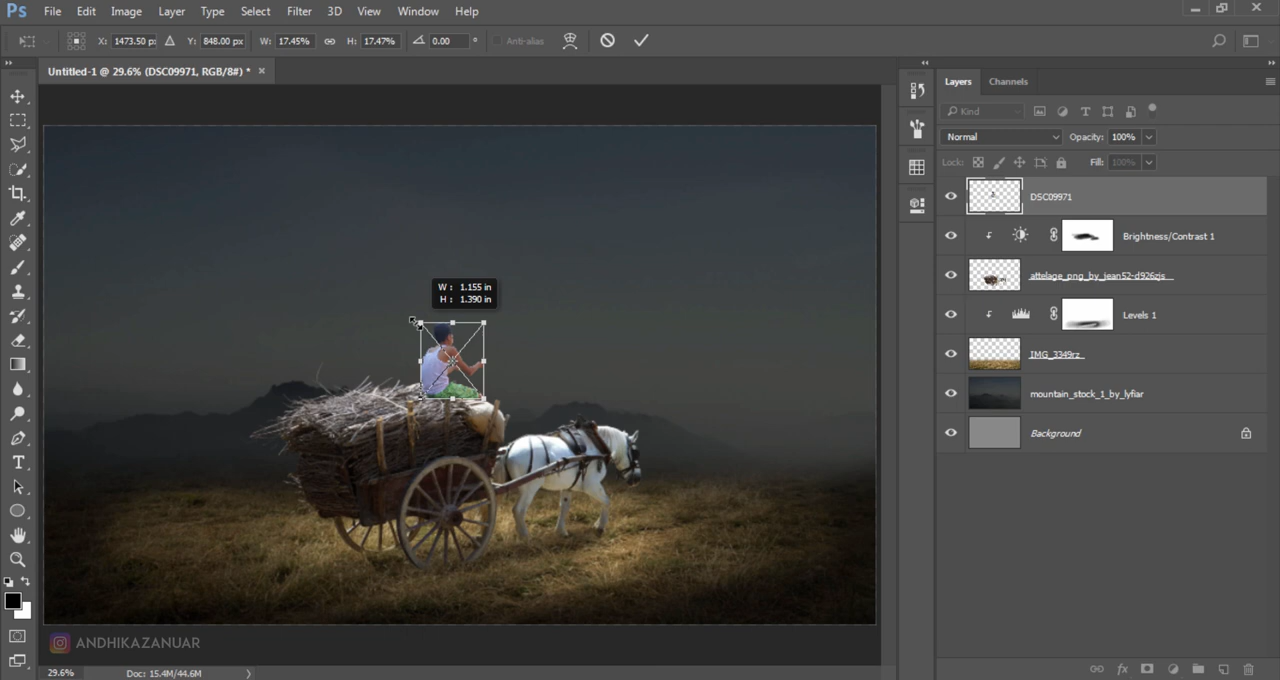 Ps File Edit Image Layer Type Select Filter 3D View Window Help
X: 1473.50 p: Y: 848.00 px W: 17.45% H: 17.47% 0.00 ° Anti-alias
Untitled-1 @ 29.6% (DSC09971, RGB/8#) * ×
W : 1.155 in
H : 1.390 in
ANDHIKAZANUAR
29.6% Doc: 15.4M/44.6M
Layers Channels
Kind
Normal Opacity: 100%
Lock: Fill: 100%
DSC09971
Brightness/Contrast 1
attelage_png_by_jean52-d926zjs
Levels 1
IMG_3349rz
mountain_stock_1_by_lyfiar
Background